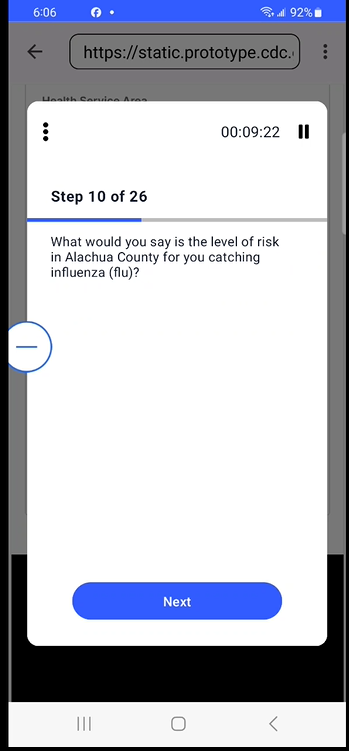 6:06
92%
https://static.prototype.cdc.
Health Service Area
00:09:22
Step 10 of 26
What would you say is the level of risk
in Alachua County for you catching
influenza (flu)?
Next